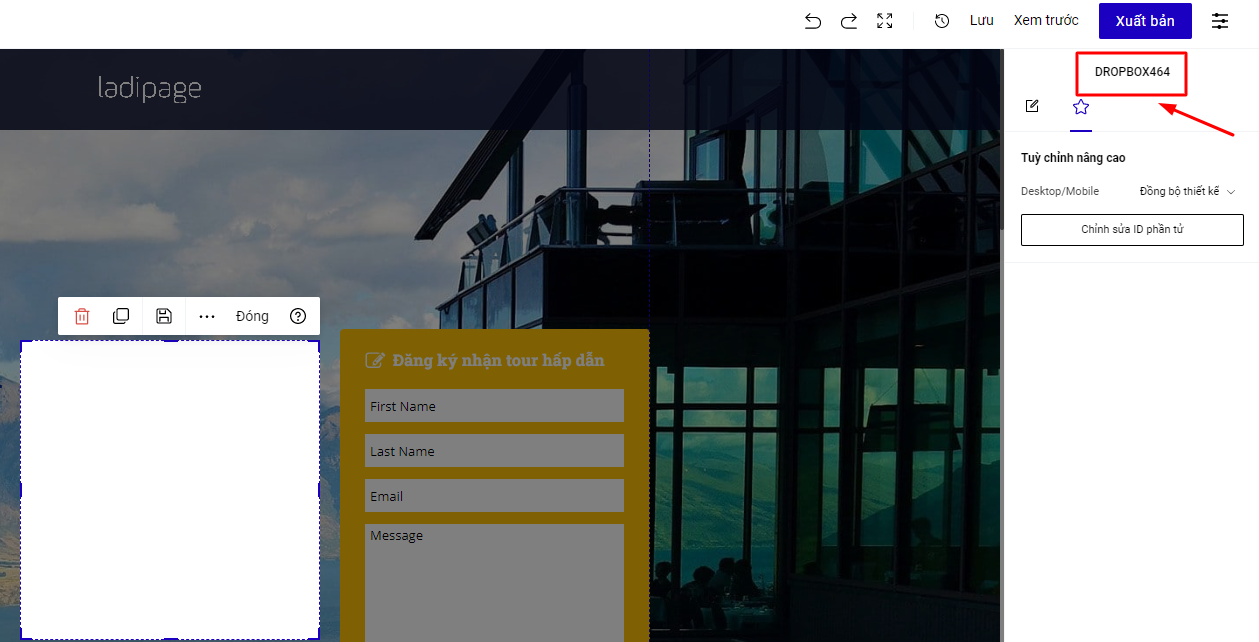 Lưu Xem trước Xuất bản
ladipage
DROPBOX464
Tuỳ chỉnh nâng cao
Desktop/Mobile Đồng bộ thiết kế
Chỉnh sửa ID phần tử
Đóng
Đăng ký nhận tour hấp dẫn
First Name
Last Name
Email
Message